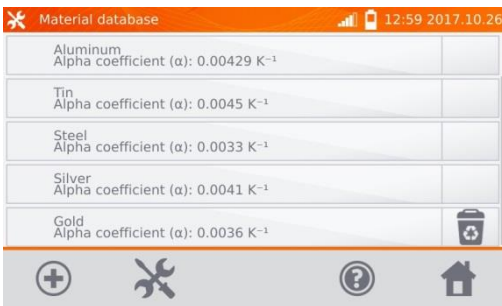 Material database 12:59 2017.10.26
Aluminum
Alpha coefficient (α): 0.00429 K⁻¹
Tin
Alpha coefficient (α): 0.0045 K⁻¹
Steel
Alpha coefficient (α): 0.0033 K⁻¹
Silver
Alpha coefficient (α): 0.0041 K⁻¹
Gold
Alpha coefficient (α): 0.0036 K⁻¹